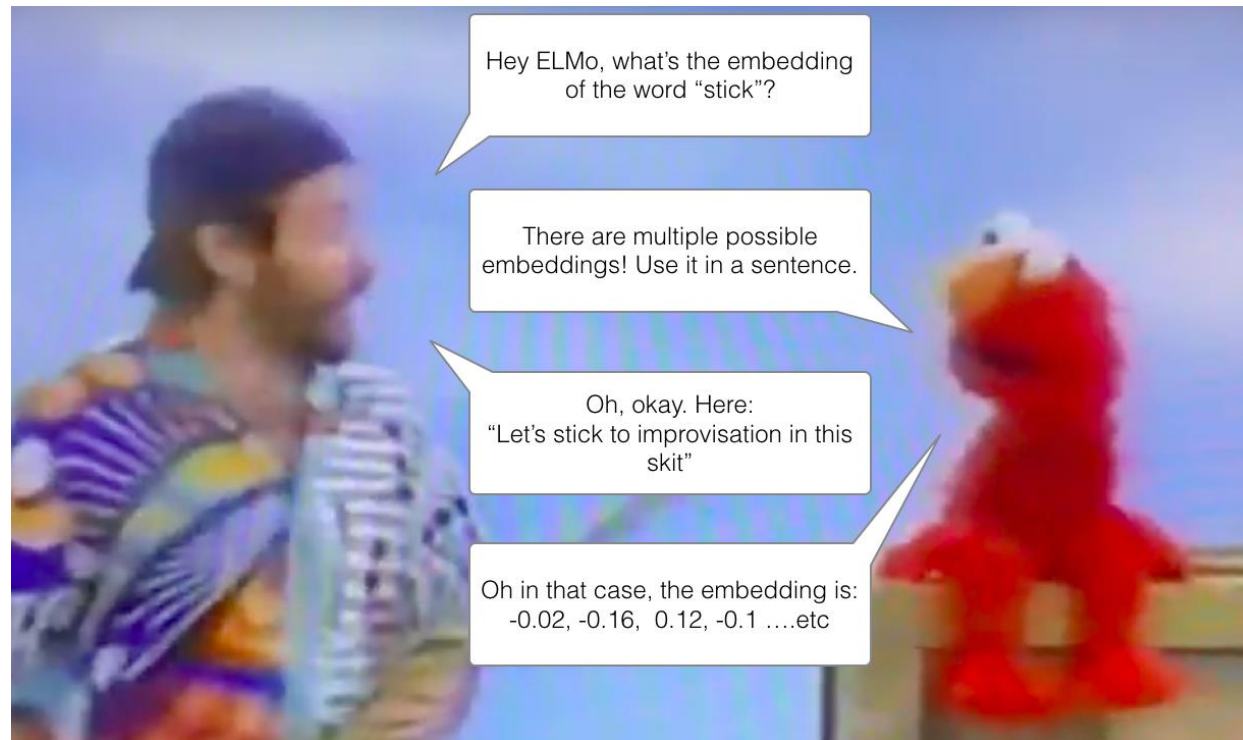 Hey ELMo, what’s the embedding
of the word “stick”?
There are multiple possible
embeddings! Use it in a sentence.
Oh, okay. Here:
“Let’s stick to improvisation in this
skit”
Oh in that case, the embedding is:
-0.02, -0.16, 0.12, -0.1 ….etc